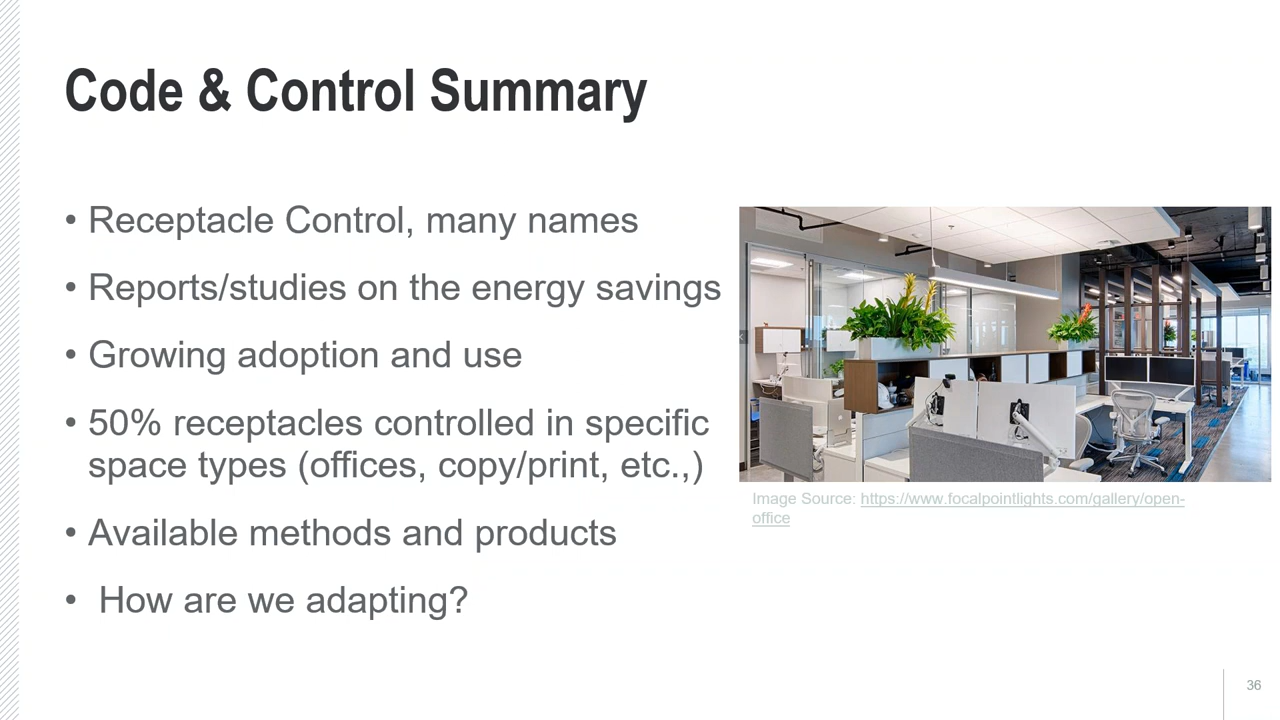 Code & Control Summary
• Receptacle Control, many names
• Reports/studies on the energy savings
• Growing adoption and use
• 50% receptacles controlled in specific
space types (offices, copy/print, etc.,)
• Available methods and products
• How are we adapting?
Image Source: https://www.focalpointlights.com/gallery/open-
office
36